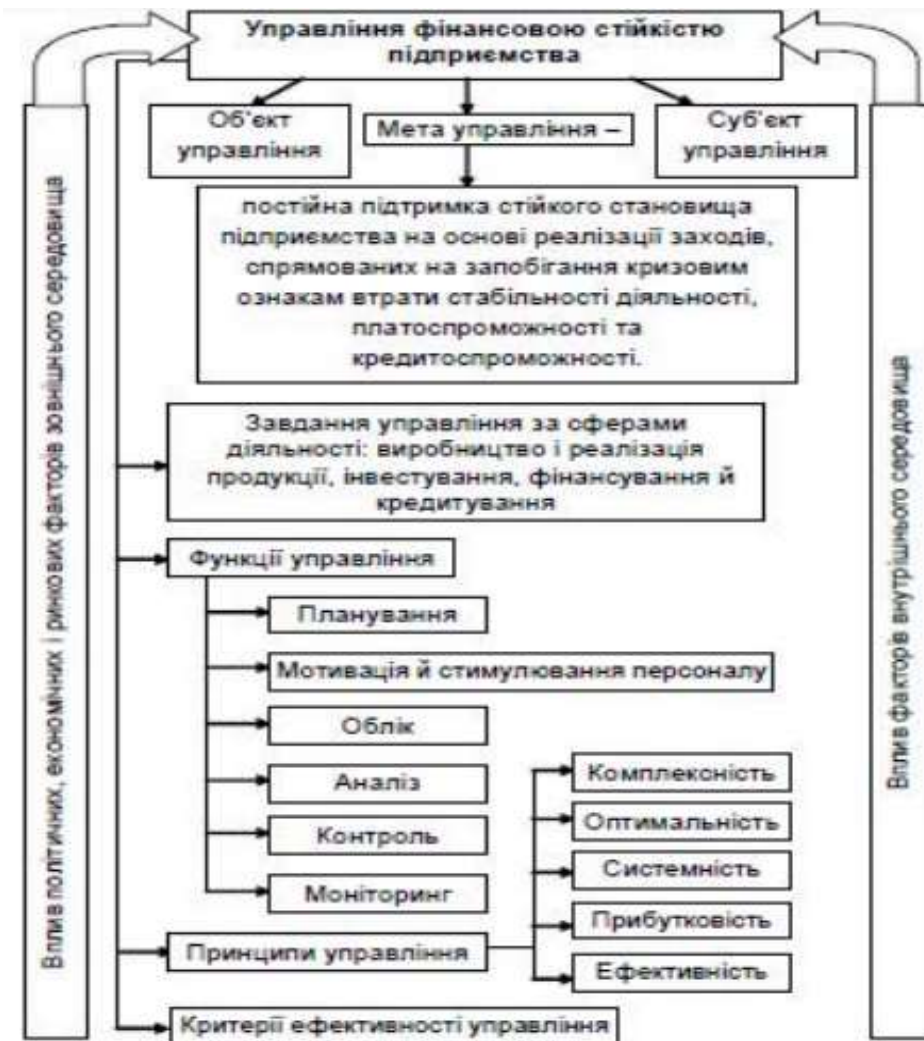 Управління фінансовою стійкістю
підприємства
Об'єкт
управління
Мета управління –
Суб'єкт
управління
постійна підтримка стійкого становища
підприємства на основі реалізації заходів,
спрямованих на запобігання кризовим
ознакам втрати стабільності діяльності,
платоспроможності та
кредитоспроможності.
Завдання управління за сферами
діяльності: виробництво і реалізація
продукції, інвестування, фінансування й
кредитування
Функції управління
Планування
Мотивація й стимулювання персоналу
Облік
Аналіз
Контроль
Моніторинг
Принципи управління
Комплексність
Оптимальність
Системність
Прибутковість
Ефективність
Критерії ефективності управління
Вплив політичних, економічних і ринкових факторів зовнішнього середовища
Вплив факторів внутрішнього середовища